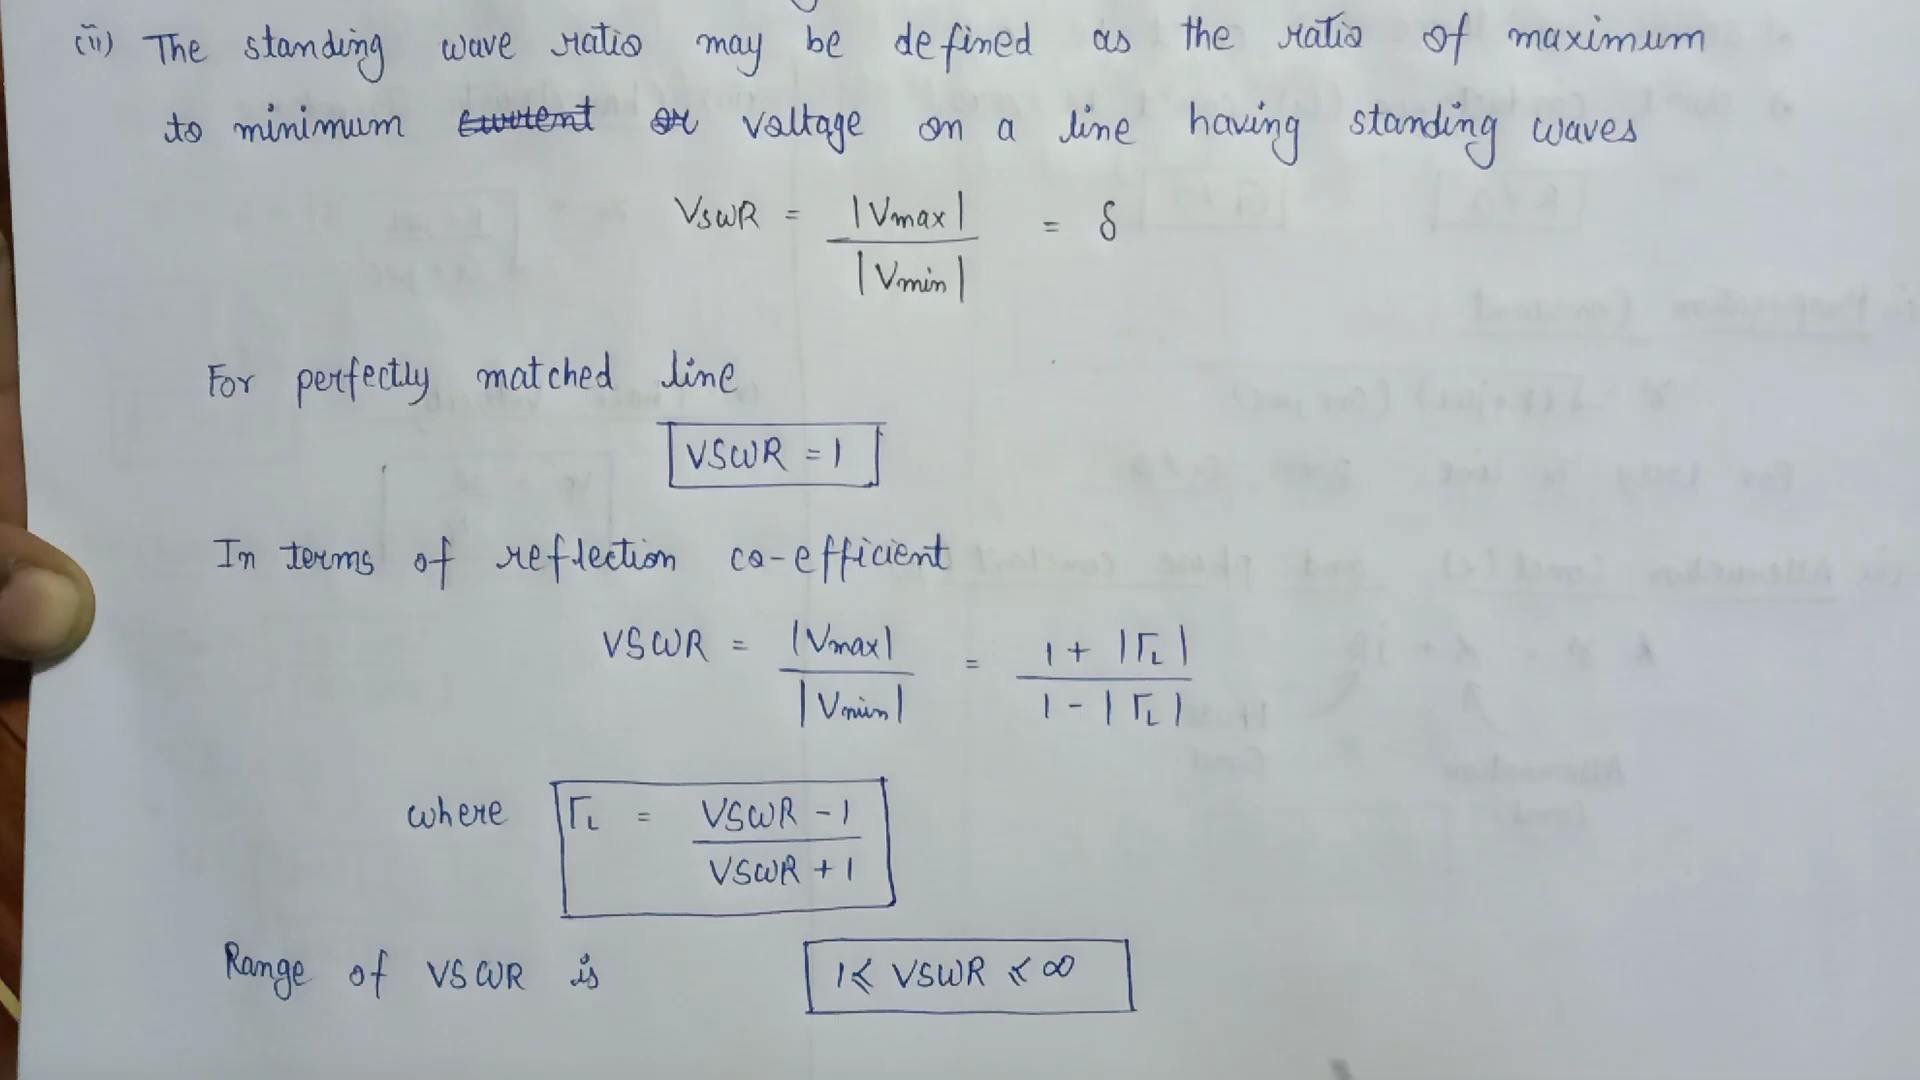 (ii) The standing wave ratio may be defined as the ratio of maximum
to minimum current or voltage on a line having standing waves
VSWR = |Vmax| / |Vmin| = δ
For perfectly matched line
VSWR = 1
In terms of reflection co-efficient
VSWR = |Vmax| / |Vmin| = 1 + |ΓL| / 1 - |ΓL|
where ΓL = VSWR - 1 / VSWR + 1
Range of VSWR is 1 ⩽ VSWR ⩽ ∞